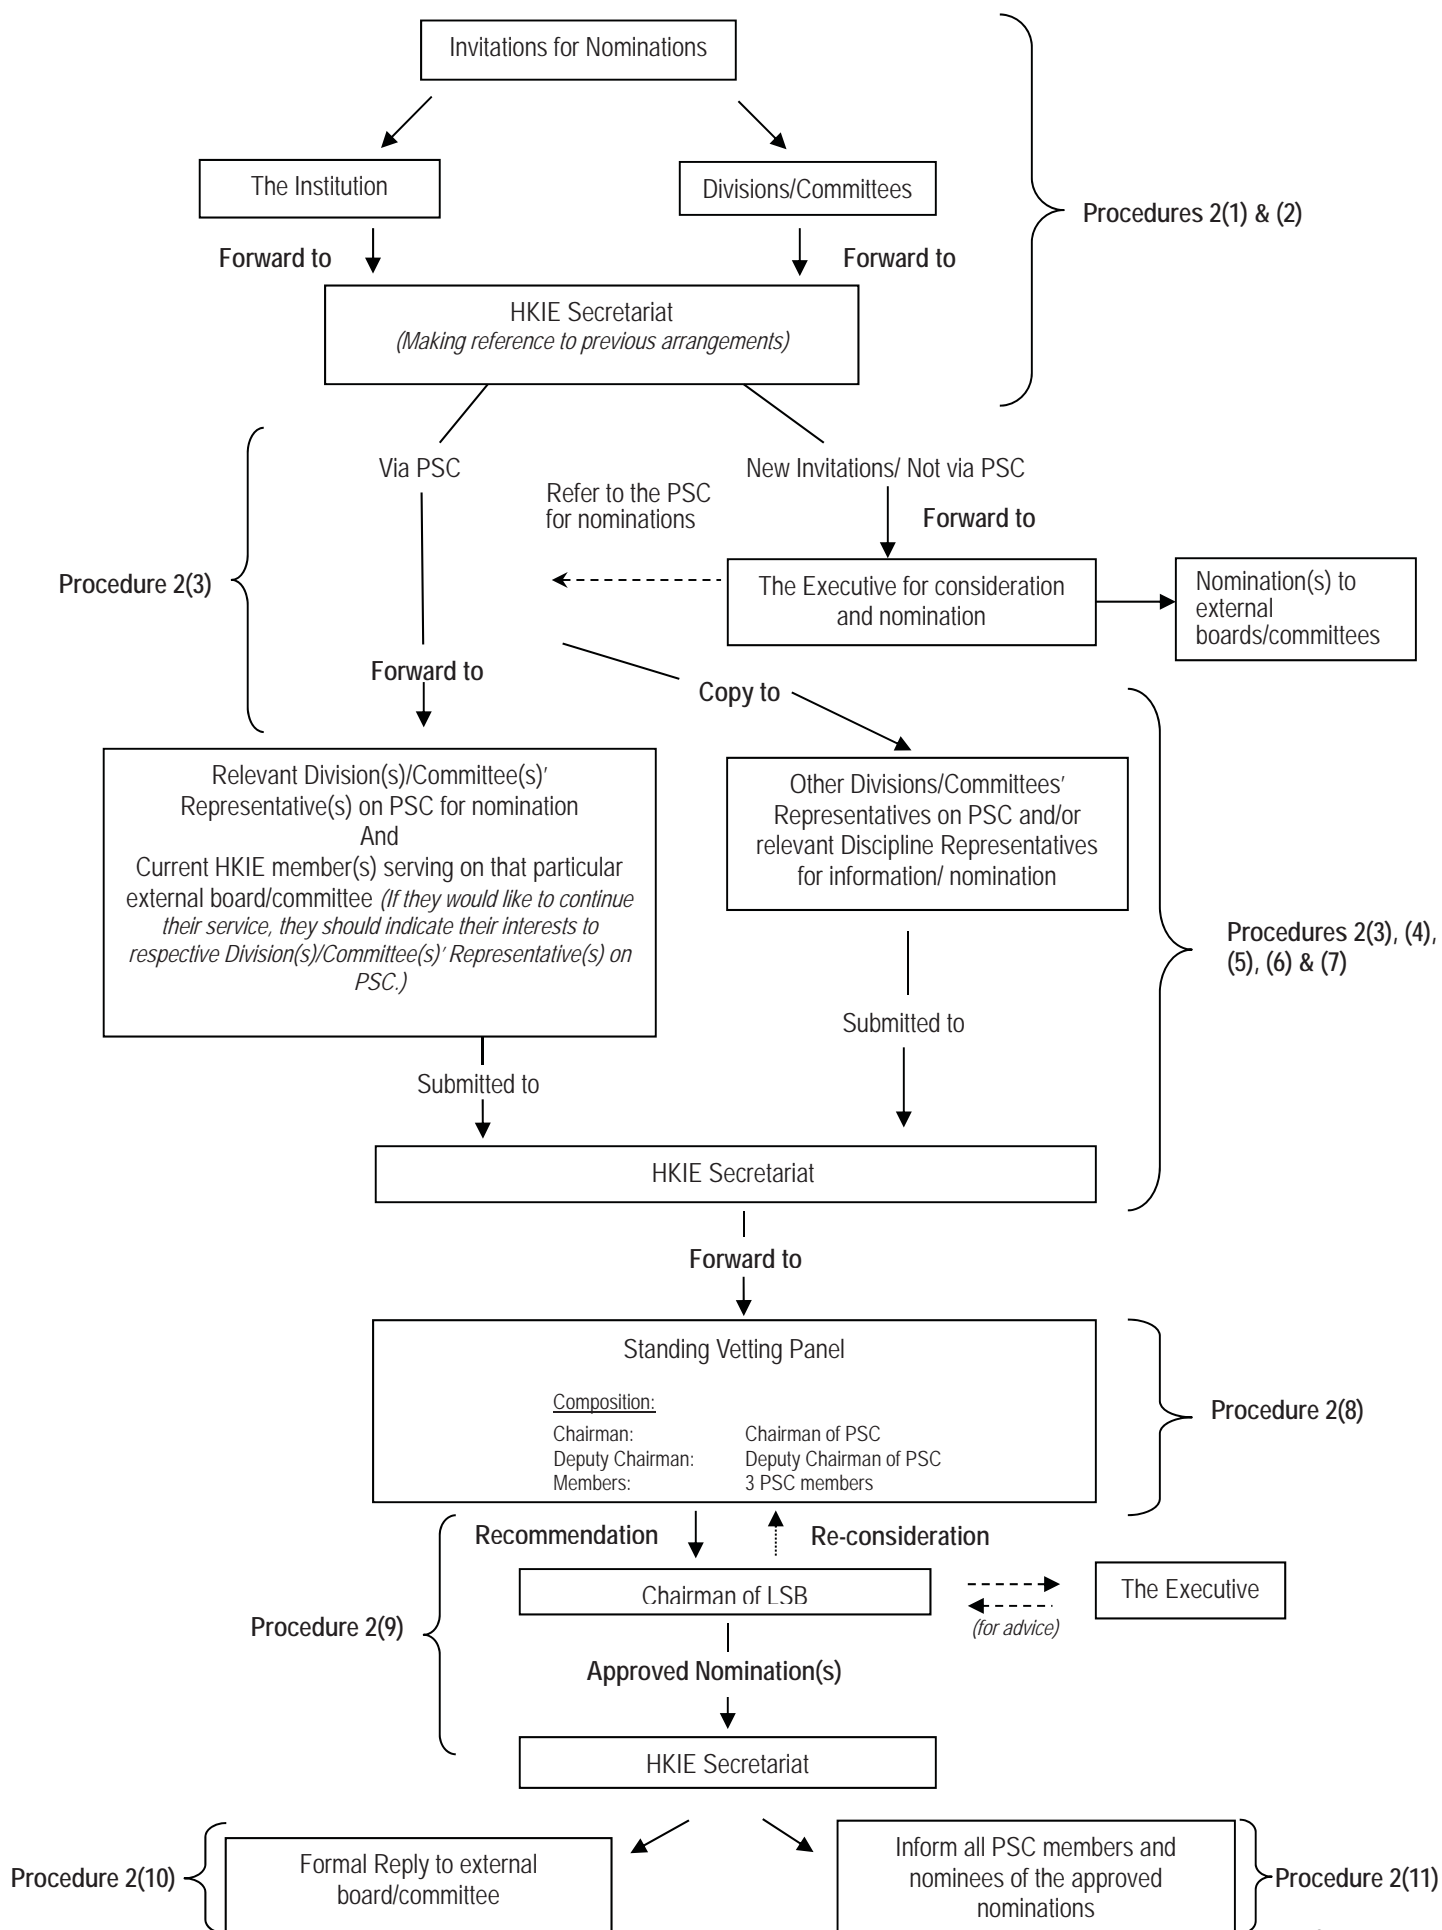 Invitations for Nominations
The Institution
Divisions/Committees
Procedures 2(1) & (2)
Forward to
Forward to
HKIE Secretariat
(Making reference to previous arrangements)
Via PSC
New Invitations/ Not via PSC
Refer to the PSC
for nominations
Forward to
Procedure 2(3)
The Executive for consideration
and nomination
Nomination(s) to
external
boards/committees
Forward to
Copy to
Relevant Division(s)/Committee(s)'
Representative(s) on PSC for nomination
And
Current HKIE member(s) serving on that particular
external board/committee (If they would like to continue
their service, they should indicate their interests to
respective Division(s)/Committee(s)' Representative(s) on
PSC.)
Other Divisions/Committees'
Representatives on PSC and/or
relevant Discipline Representatives
for information/ nomination
Procedures 2(3), (4),
(5), (6) & (7)
Submitted to
Submitted to
HKIE Secretariat
Forward to
Standing Vetting Panel
Composition:
Chairman: Chairman of PSC
Deputy Chairman: Deputy Chairman of PSC
Members: 3 PSC members
Procedure 2(8)
Recommendation
Re-consideration
Chairman of LSB
The Executive
(for advice)
Procedure 2(9)
Approved Nomination(s)
HKIE Secretariat
Procedure 2(10)
Formal Reply to external
board/committee
Inform all PSC members and
nominees of the approved
nominations
Procedure 2(11)